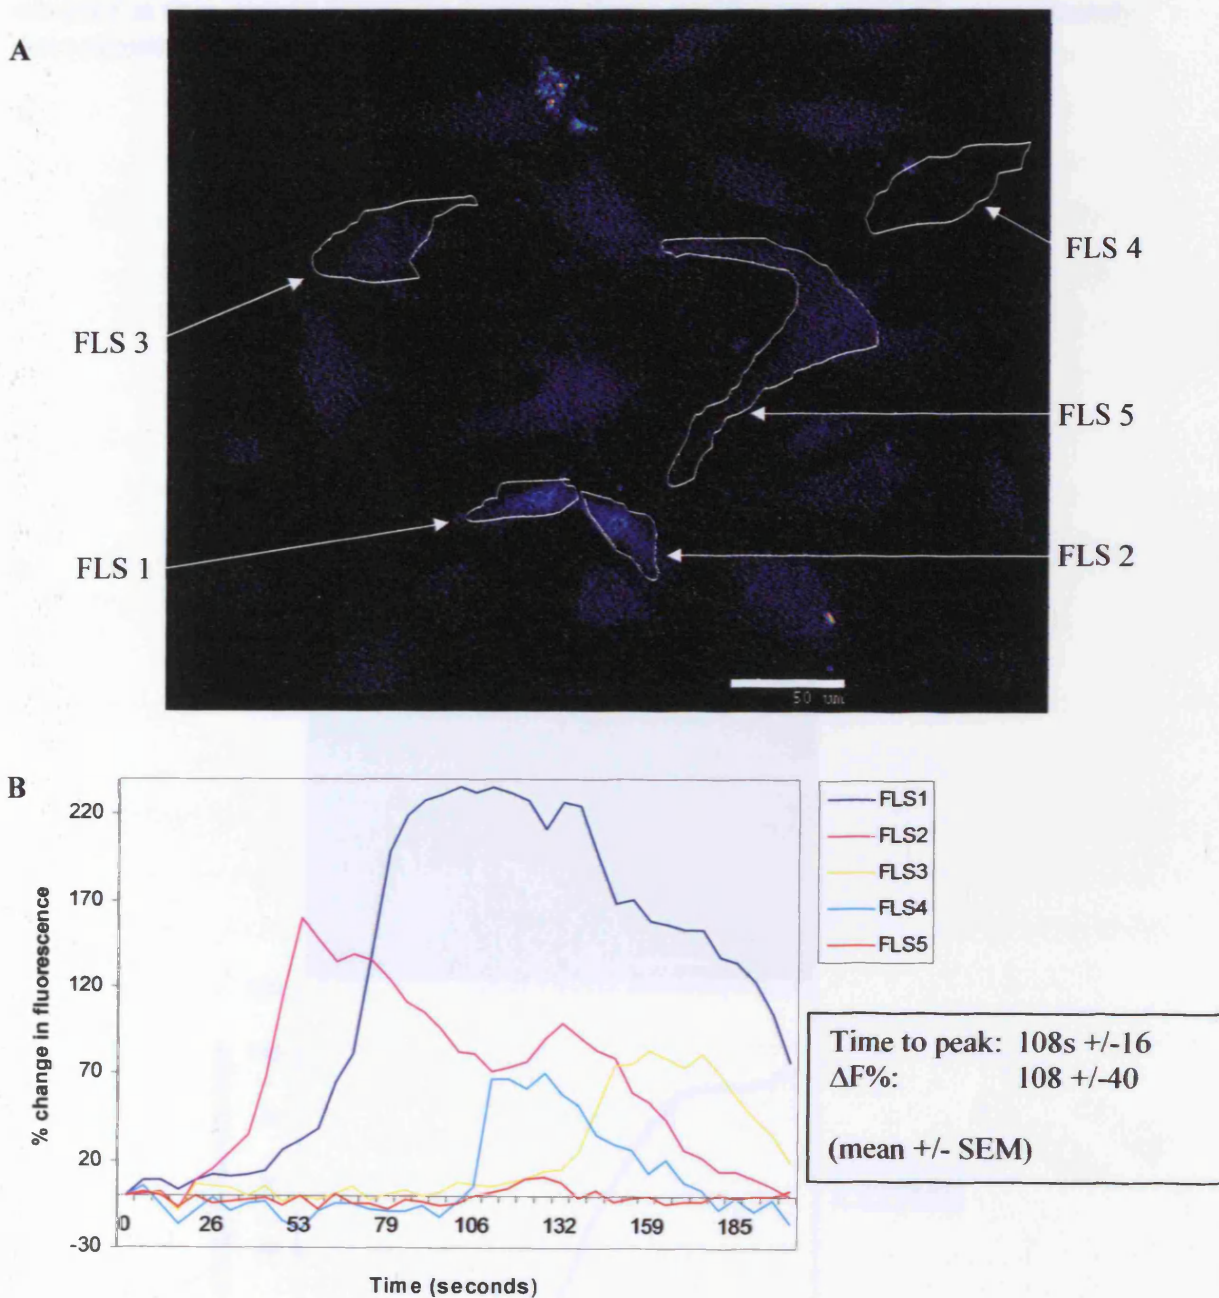 A
FLS 4
FLS 3
FLS 5
FLS 1
FLS 2
50 um
B
220
170
120
70
20
-30
% change in fluorescence
0 26 53 79 106 132 159 185
Time (seconds)
FLS1
FLS2
FLS3
FLS4
FLS5
Time to peak: 108s +/-16
ΔF%: 108 +/-40
(mean +/- SEM)